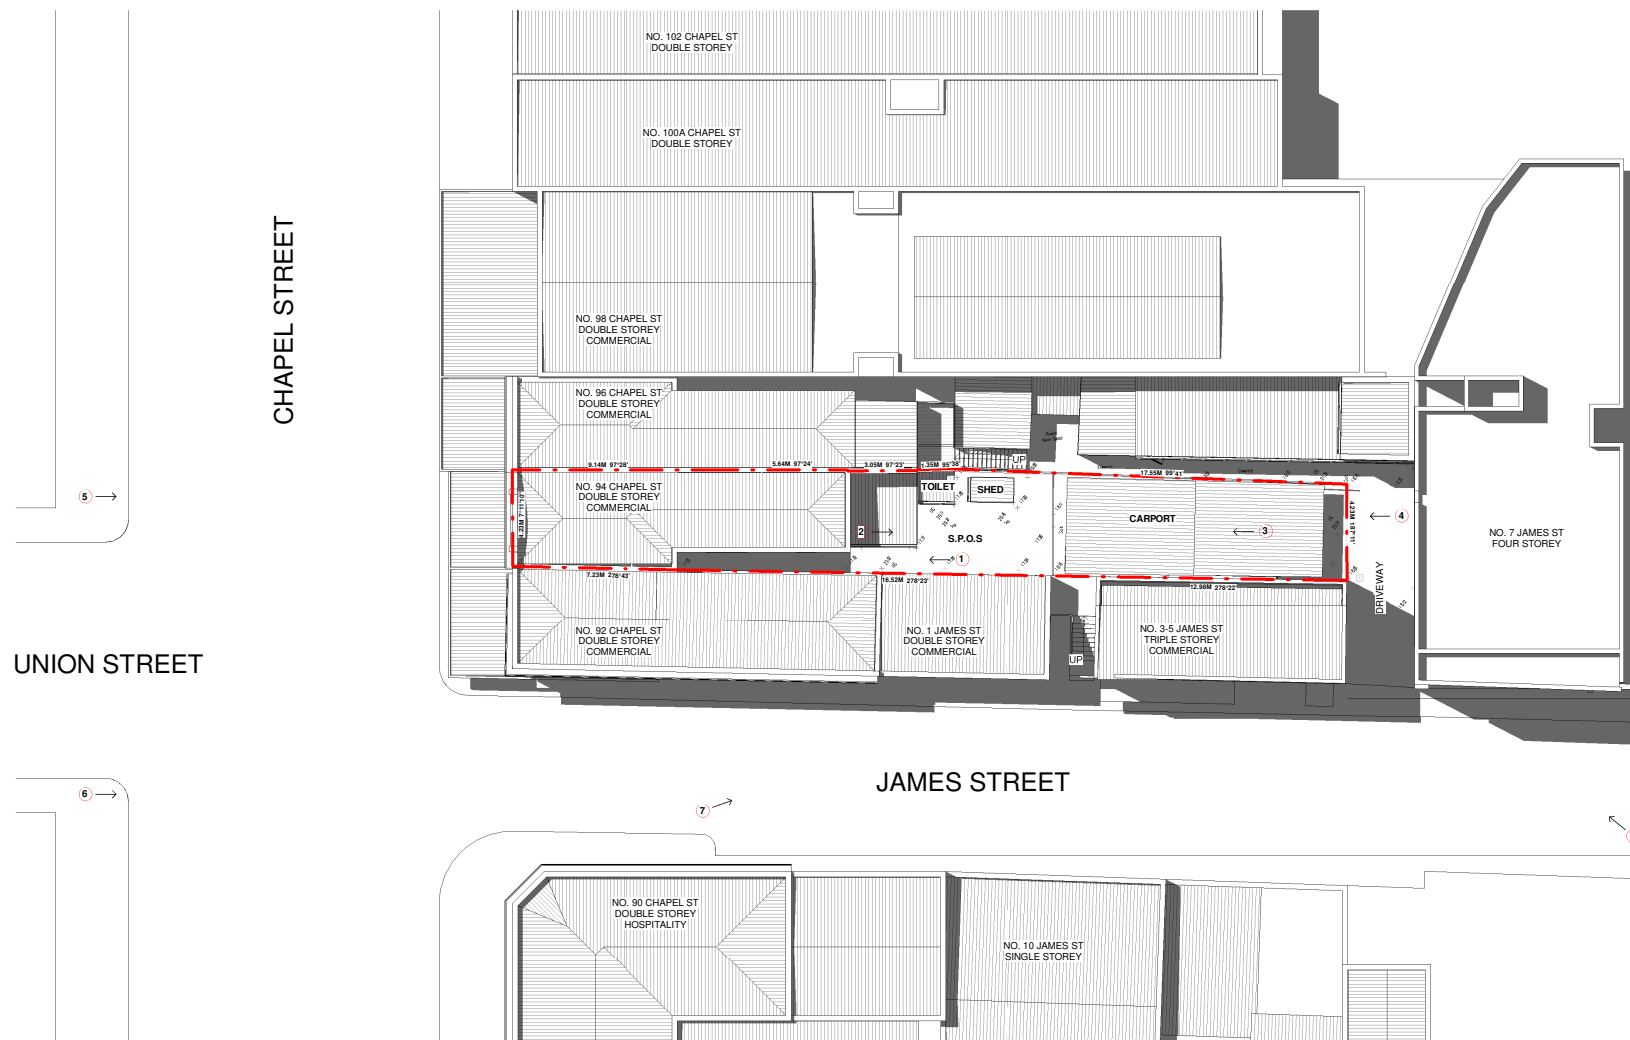 NO. 102 CHAPEL ST
DOUBLE STOREY
NO. 100A CHAPEL ST
DOUBLE STOREY
CHAPEL STREET
NO. 98 CHAPEL ST
DOUBLE STOREY
COMMERCIAL
NO. 96 CHAPEL ST
DOUBLE STOREY
COMMERCIAL
9.14M 97°28'
5.64M 97°24'
3.05M 97°23'
1.35M 95°38'
UP
17.55M 99°41'
NO. 94 CHAPEL ST
DOUBLE STOREY
COMMERCIAL
TOILET
SHED
CARPORT
S.P.O.S
5
2
1
3
4
4.23M 187°11'
NO. 7 JAMES ST
FOUR STOREY
DRIVEWAY
7.23M 278°43'
16.52M 278°23'
12.98M 278°22'
NO. 92 CHAPEL ST
DOUBLE STOREY
COMMERCIAL
NO. 1 JAMES ST
DOUBLE STOREY
COMMERCIAL
UP
NO. 3-5 JAMES ST
TRIPLE STOREY
COMMERCIAL
UNION STREET
JAMES STREET
6
7
NO. 90 CHAPEL ST
DOUBLE STOREY
HOSPITALITY
NO. 10 JAMES ST
SINGLE STOREY